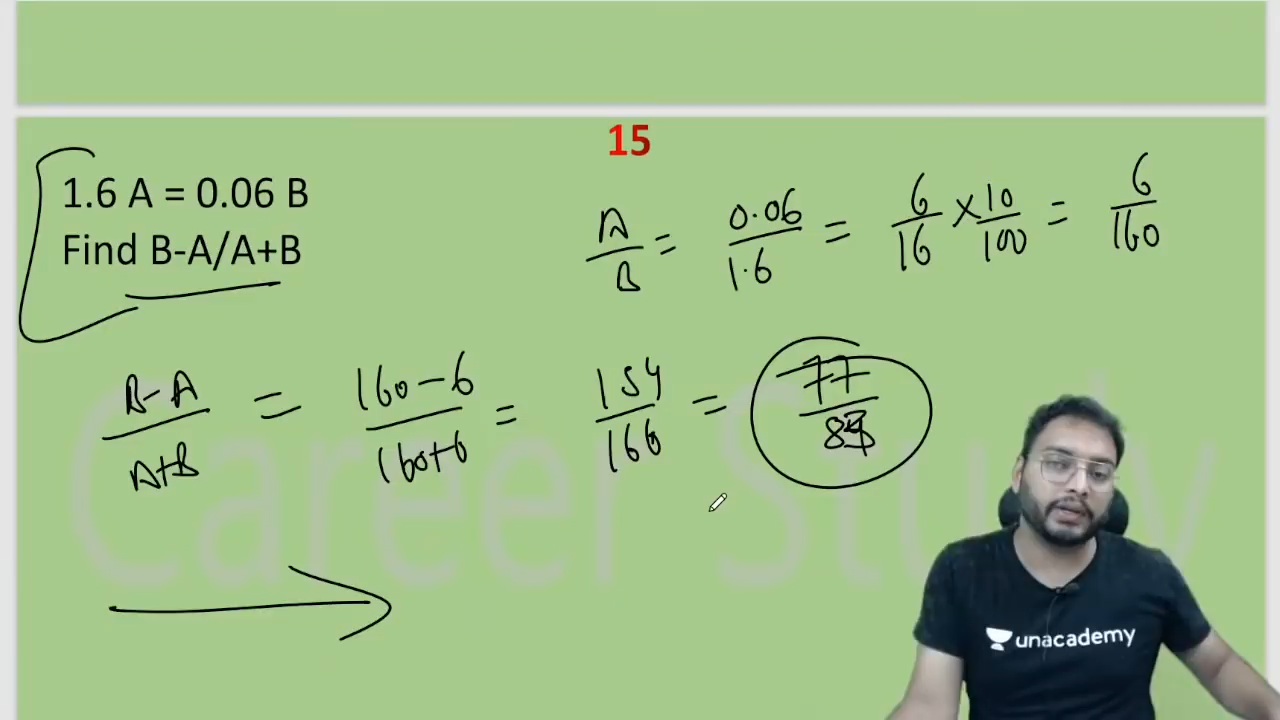 15
1.6 A = 0.06 B
Find B-A/A+B
A/B = 0.06/1.6 = 6/16 × 10/100 = 6/160
B-A/A+B = 160-6/160+6 = 154/166 = 77/83
Career Study
unacademy